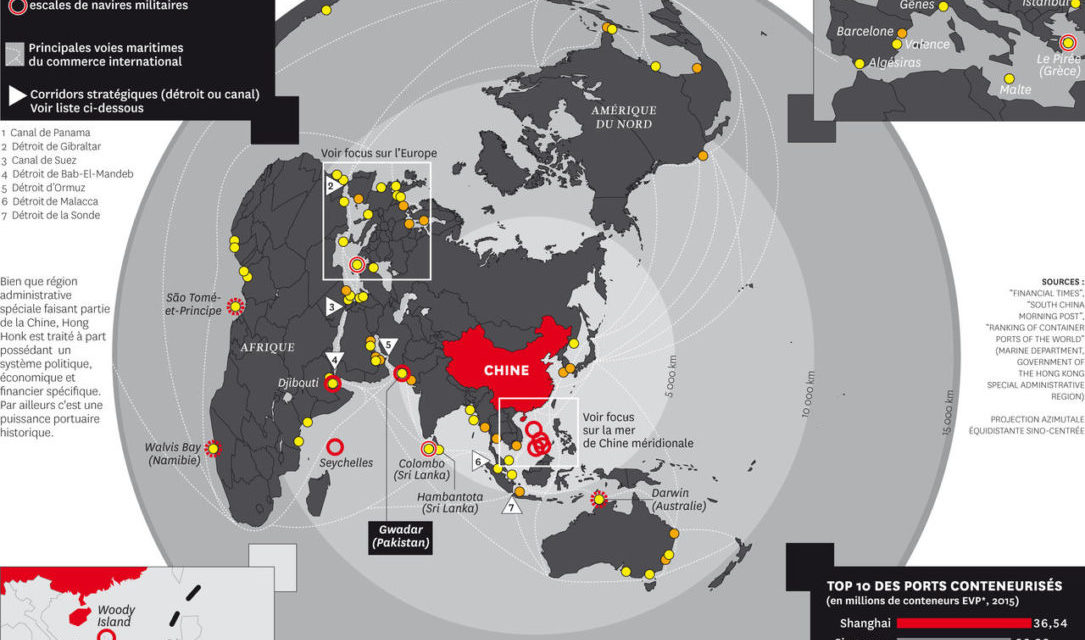 escales de navires militaires
Principales voies maritimes
du commerce international
Corridors stratégiques (détroit ou canal)
Voir liste ci-dessous
1 Canal de Panama
2 Détroit de Gibraltar
3 Canal de Suez
4 Détroit de Bab-El-Mandeb
5 Détroit d'Ormuz
6 Détroit de Malacca
7 Détroit de la Sonde
Bien que région
administrative
spéciale faisant partie
de la Chine, Hong
Honk est traité à part
possédant un
système politique,
économique et
financier spécifique.
Par ailleurs c'est une
puissance portuaire
historique.
Gênes
Istanbul
Barcelone
Valence
Algésiras
Le Pirée
(Grèce)
Malte
AMÉRIQUE
DU NORD
Voir focus sur l'Europe
2
3
São Tomé-
et-Principe
AFRIQUE
4
5
Djibouti
CHINE
5 000 km
10 000 km
15 000 km
Voir focus
sur la mer
de Chine méridionale
Walvis Bay
(Namibie)
Seychelles
Colombo
(Sri Lanka)
6
Hambantota
(Sri Lanka)
7
Darwin
(Australie)
Gwadar
(Pakistan)
SOURCES :
"FINANCIAL TIMES",
"SOUTH CHINA
MORNING POST",
"RANKING OF CONTAINER
PORTS OF THE WORLD"
(MARINE DEPARTMENT,
GOVERNMENT OF
THE HONG KONG
SPECIAL ADMINISTRATIVE
REGION)
PROJECTION AZIMUTALE
ÉQUIDISTANTE SINO-CENTRÉE
Woody
Island
TOP 10 DES PORTS CONTENEURISÉS
(en millions de conteneurs EVP*, 2015)
Shanghai 36,54